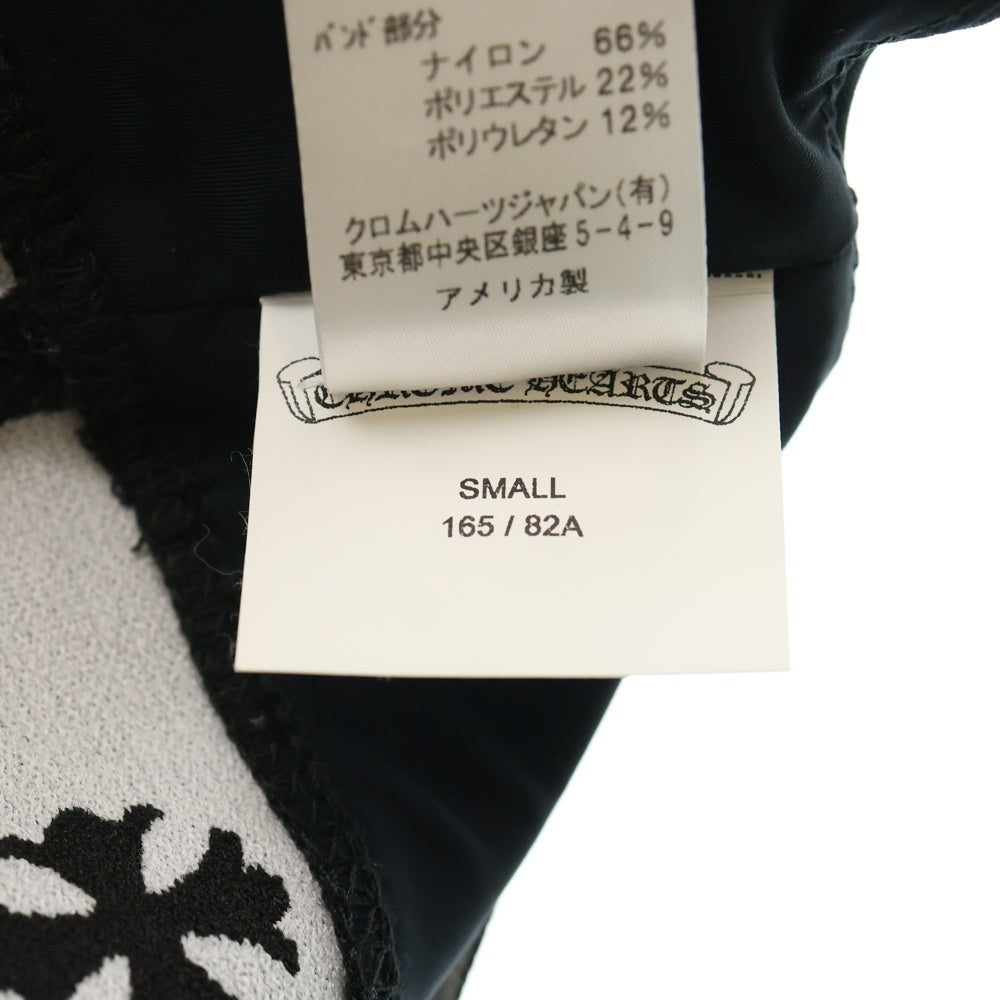 バンド部分
ナイロン 66%
ポリエステル 22%
ポリウレタン 12%
クロムハーツジャパン(有)
東京都中央区銀座5-4-9
アメリカ製
CHROME HEARTS
SMALL
165 / 82A